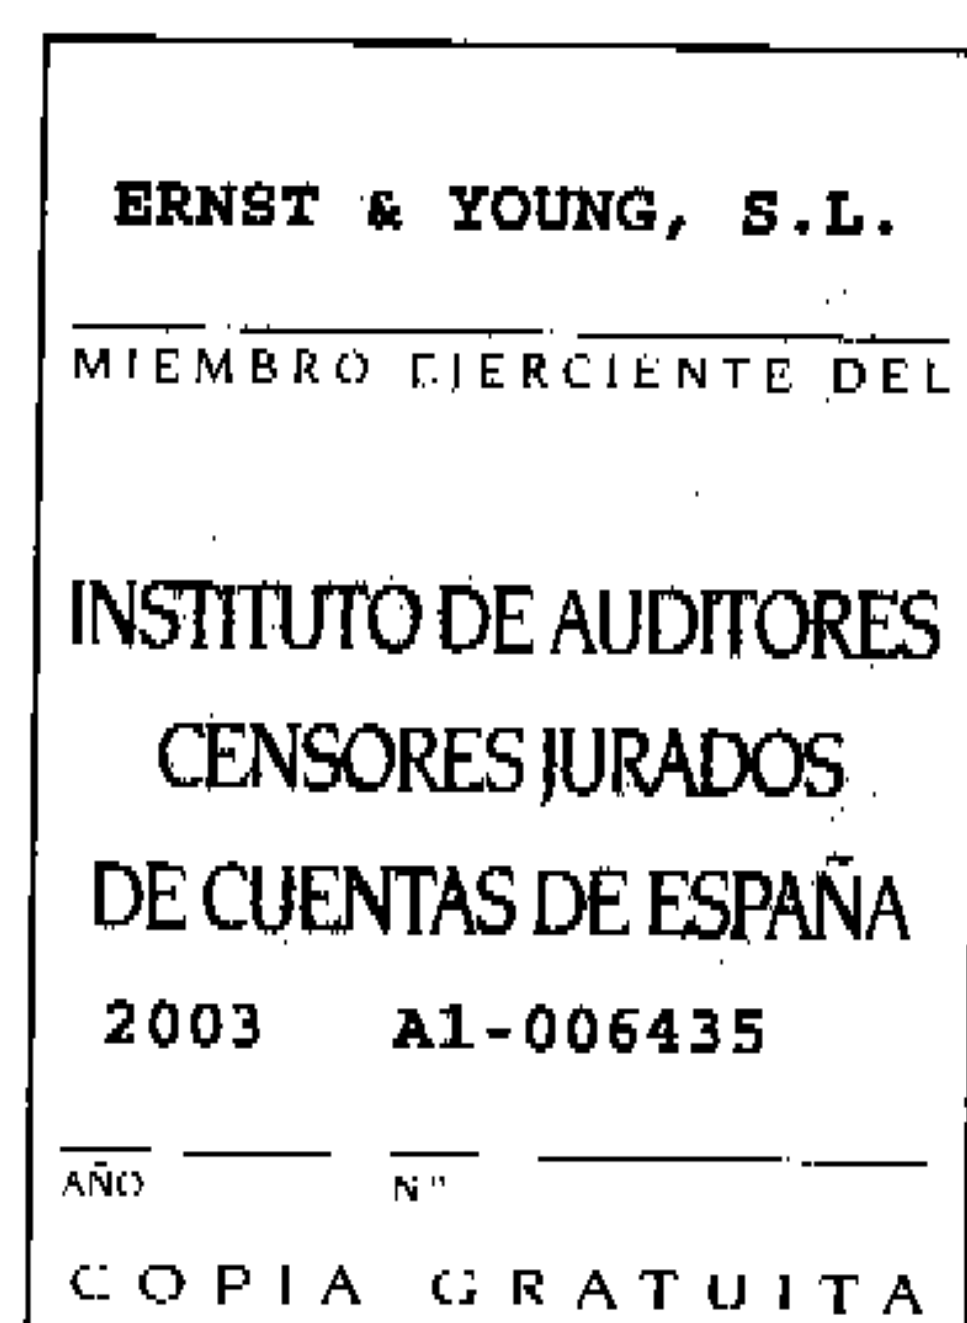 ERNST & YOUNG, S.L.
MIEMBRO EJERCIENTE DEL
INSTITUTO DE AUDITORES
CENSORES JURADOS
DE CUENTAS DE ESPAÑA
2003 A1-006435
AÑO Nº
COPIA GRATUITA